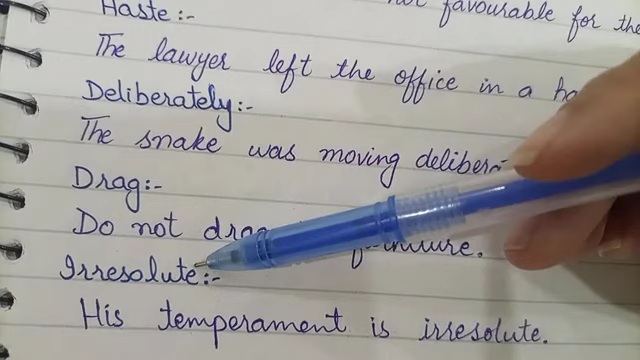 Haste:-
favourable for the
The lawyer left the office in a
Deliberately:-
The snake was moving
Drag:-
Do not
Irresolute:-
His temperament is irresolute.